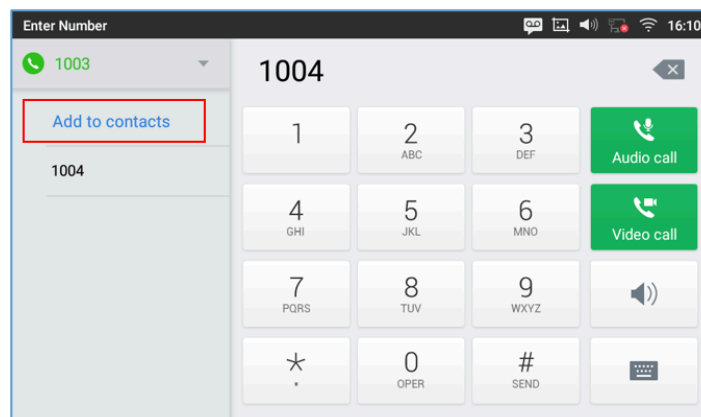 Enter Number
16:10
1003
1004
Add to contacts
1004
1
2
ABC
3
DEF
Audio call
4
GHI
5
JKL
6
MNO
Video call
7
PQRS
8
TUV
9
WXYZ
*
0
OPER
#
SEND